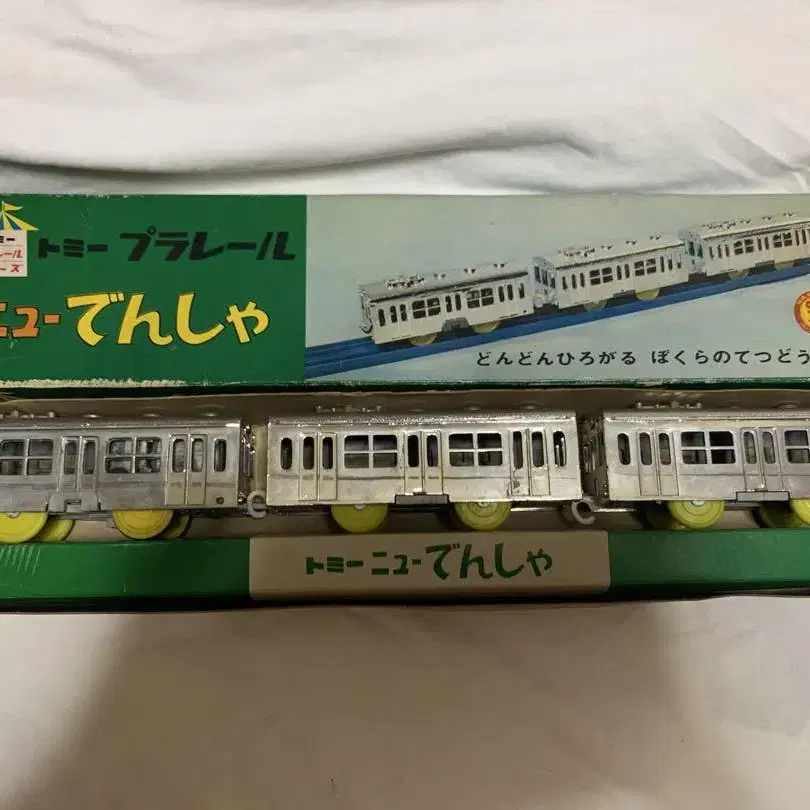 トミー プラレール
ニューでんしゃ
どんどんひろがる ぼくらのてつどう
トミー ニューでんしゃ